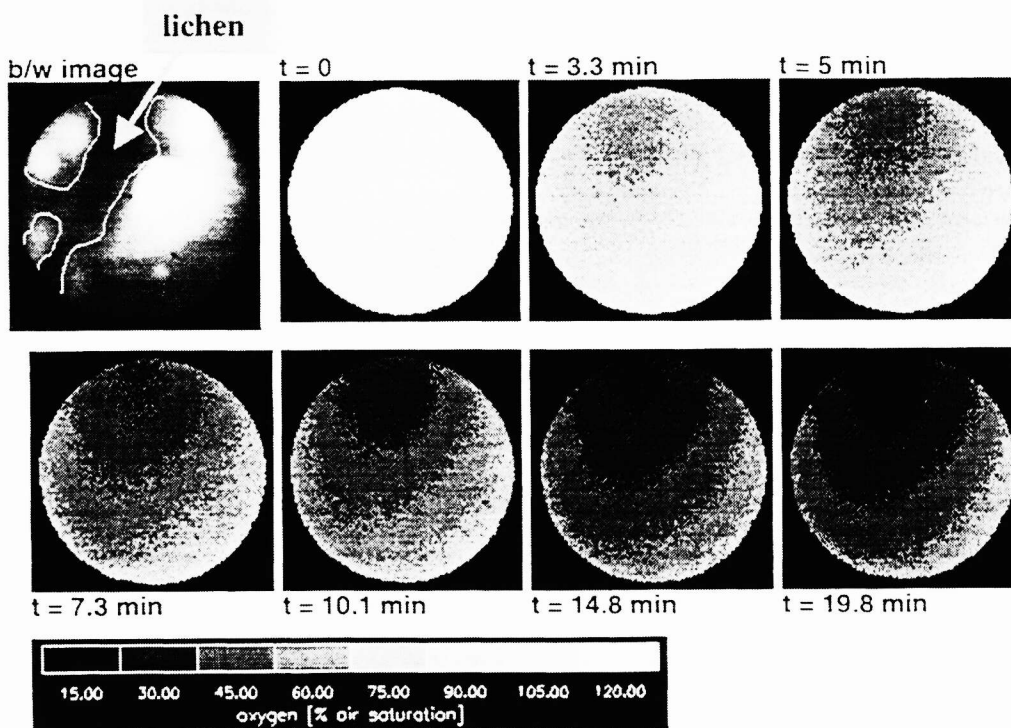 lichen
b/w image
t = 0
t = 3.3 min
t = 5 min
t = 7.3 min
t = 10.1 min
t = 14.8 min
t = 19.8 min
15.00 30.00 45.00 60.00 75.00 90.00 105.00 120.00
oxygen [% air saturation]